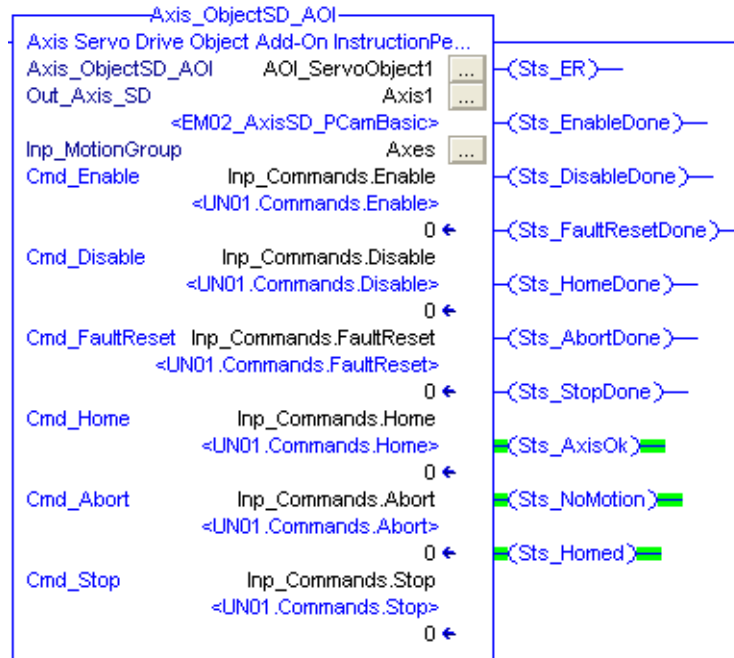 Axis_ObjectSD_AOI
Axis Servo Drive Object Add-On InstructionPe...
Axis_ObjectSD_AOI AOI_ServoObject1 ... (Sts_ER)
Out_Axis_SD Axis1 ...
<EM02_AxisSD_PCamBasic> (Sts_EnableDone)
Inp_MotionGroup Axes ...
Cmd_Enable Inp_Commands.Enable (Sts_DisableDone)
<UN01.Commands.Enable>
0 (Sts_FaultResetDone)
Cmd_Disable Inp_Commands.Disable
<UN01.Commands.Disable> (Sts_HomeDone)
0
Cmd_FaultReset Inp_Commands.FaultReset (Sts_AbortDone)
<UN01.Commands.FaultReset>
0 (Sts_StopDone)
Cmd_Home Inp_Commands.Home
<UN01.Commands.Home> (Sts_AxisOk)
0
Cmd_Abort Inp_Commands.Abort (Sts_NoMotion)
<UN01.Commands.Abort>
0 (Sts_Homed)
Cmd_Stop Inp_Commands.Stop
<UN01.Commands.Stop>
0